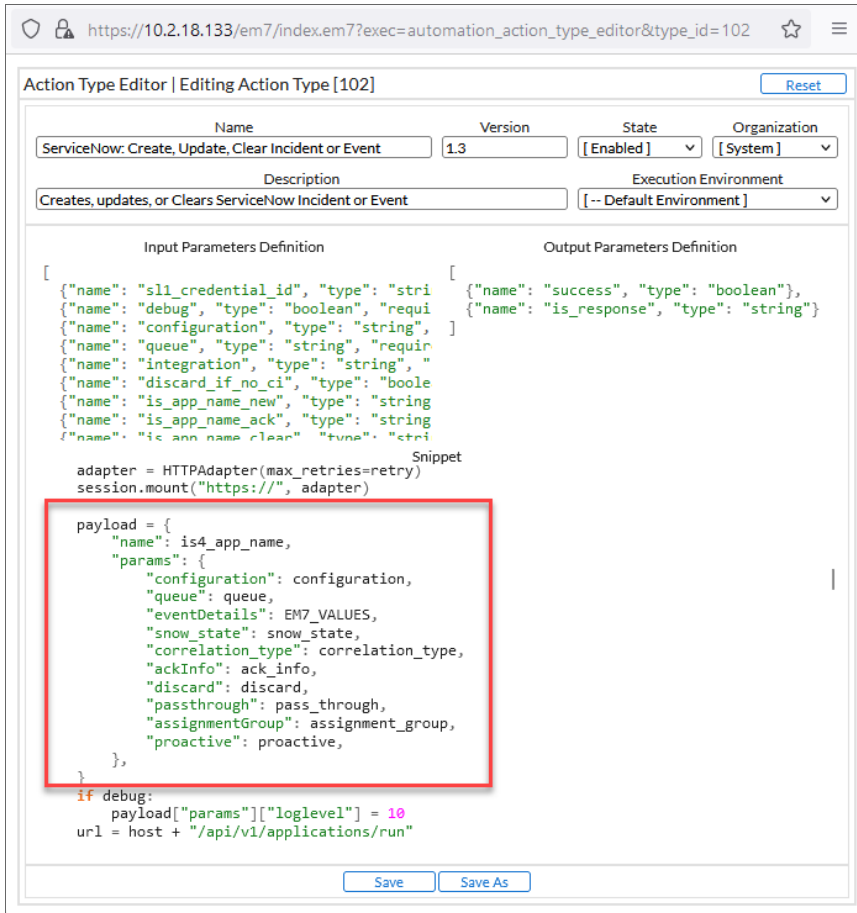 https://10.2.18.133/em7/index.em7?exec=automation_action_type_editor&type_id=102
Action Type Editor | Editing Action Type [102]
Reset
Name
Version
State
Organization
ServiceNow: Create, Update, Clear Incident or Event
1.3
[ Enabled ]
[ System ]
Description
Execution Environment
Creates, updates, or Clears ServiceNow Incident or Event
[ -- Default Environment ]
Input Parameters Definition
[
{"name": "sl1_credential_id", "type": "stri
{"name": "debug", "type": "boolean", "requi
{"name": "configuration", "type": "string",
{"name": "queue", "type": "string", "requir
{"name": "integration", "type": "string", "
{"name": "discard_if_no_ci", "type": "boole
{"name": "is_app_name_new", "type": "string
{"name": "is_app_name_ack", "type": "string
{"name": "is_app_name_clear", "type": "stri
Output Parameters Definition
[
{"name": "success", "type": "boolean"},
{"name": "is_response", "type": "string"}
]
Snippet
adapter = HTTPAdapter(max_retries=retry)
session.mount("https://", adapter)
payload = {
"name": is4_app_name,
"params": {
"configuration": configuration,
"queue": queue,
"eventDetails": EM7_VALUES,
"snow_state": snow_state,
"correlation_type": correlation_type,
"ackInfo": ack_info,
"discard": discard,
"passthrough": pass_through,
"assignmentGroup": assignment_group,
"proactive": proactive,
},
}
if debug:
payload["params"]["loglevel"] = 10
url = host + "/api/v1/applications/run"
Save
Save As